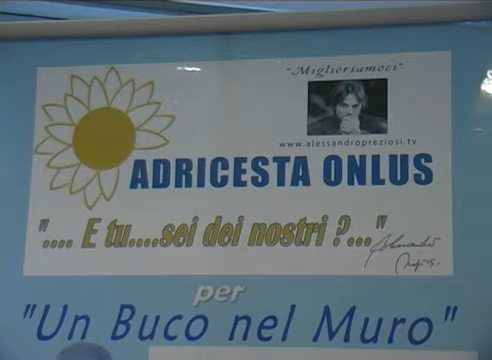 "Miglioriamoci"
www.alessandropreziosi.tv
ADRICESTA ONLUS
".... E tu....sei dei nostri ?..."
per
"Un Buco nel Muro"